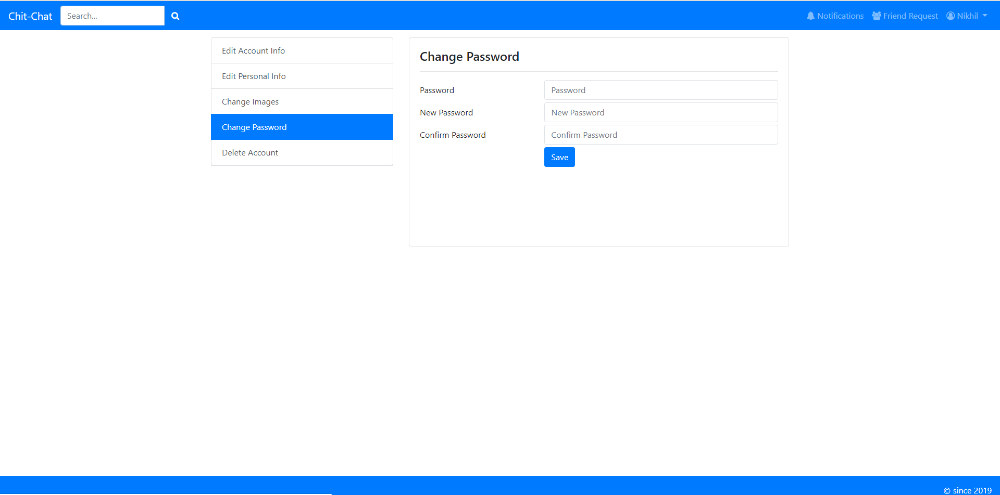 Chit-Chat Search... Notifications Friend Request Nikhil
Edit Account Info
Edit Personal Info
Change Images
Change Password
Delete Account
Change Password
Password Password
New Password New Password
Confirm Password Confirm Password
Save
© since 2019